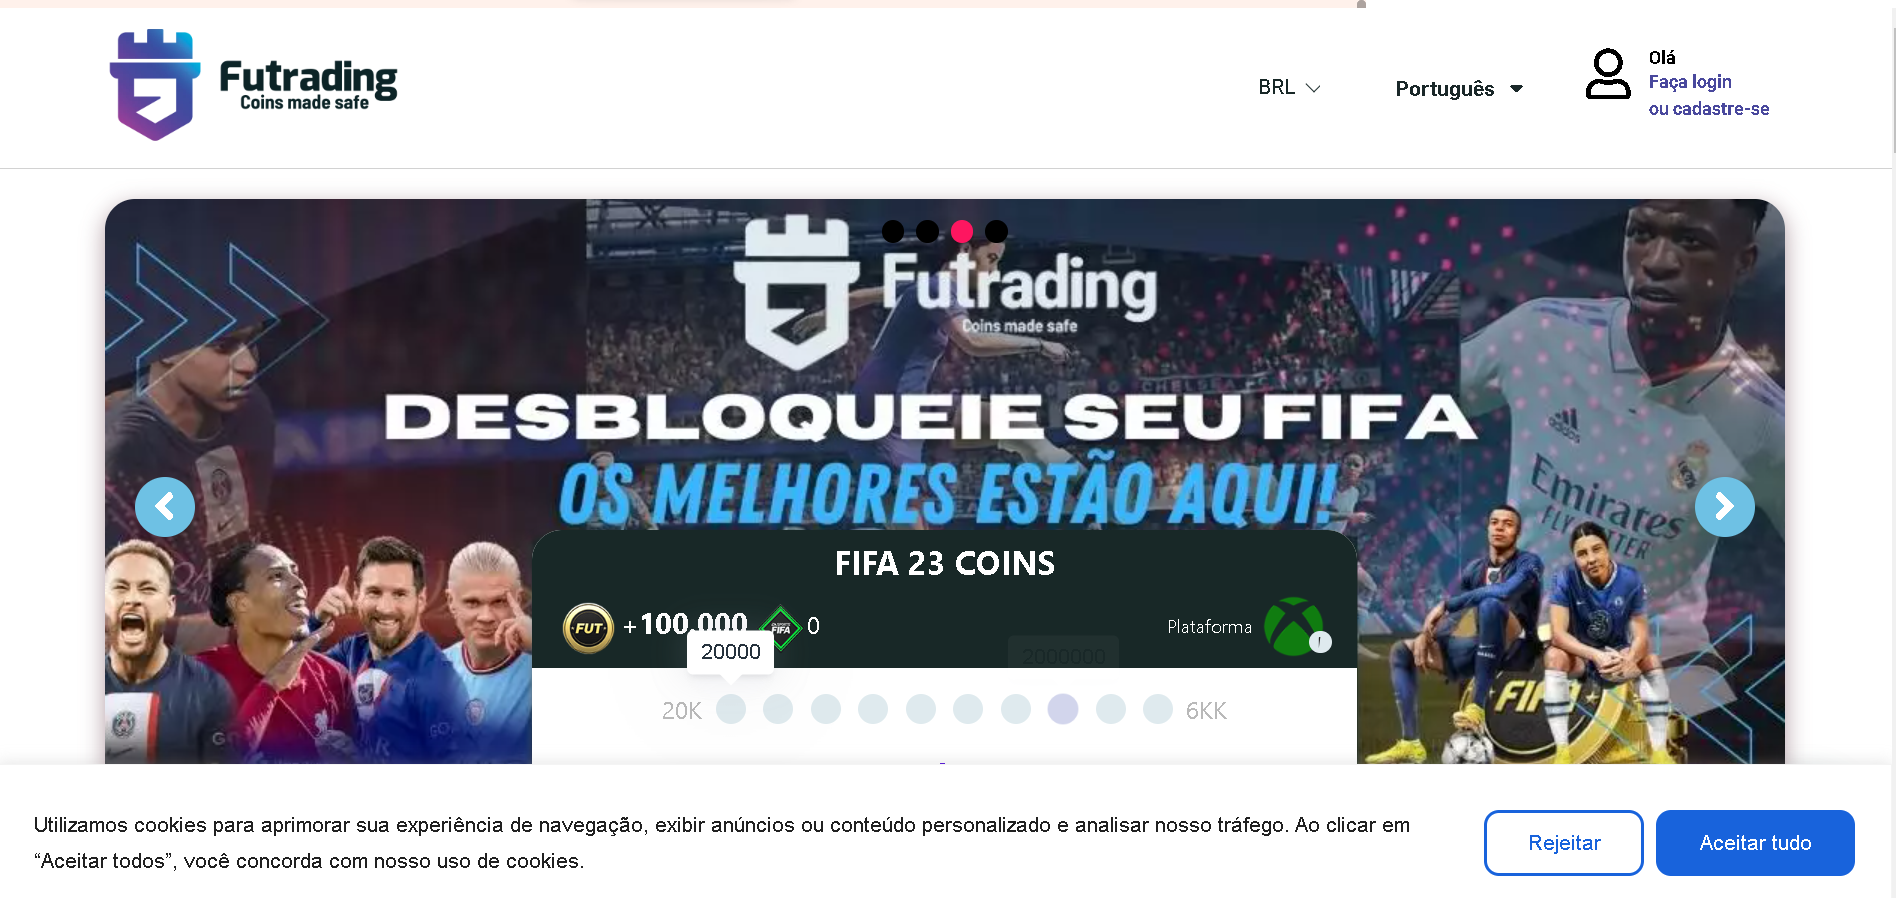 Futrading
Coins made safe
BRL
Português
Olá
Faça login
ou cadastre-se
Futrading
Coins made safe
DESBLOQUEIE SEU FIFA
OS MELHORES ESTÃO AQUI!
Emirates
FLY BETTER
adidas
CHELSEA FC
FIFA 23 COINS
FUT
+100.000
FIFA
0
Plataforma
20000
2000000
20K
6KK
FIFA
Utilizamos cookies para aprimorar sua experiência de navegação, exibir anúncios ou conteúdo personalizado e analisar nosso tráfego. Ao clicar em
“Aceitar todos”, você concorda com nosso uso de cookies.
Rejeitar
Aceitar tudo